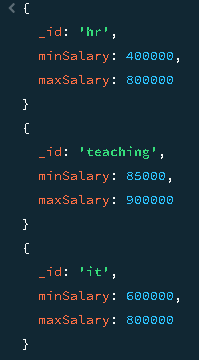 < {
_id: 'hr',
minSalary: 400000,
maxSalary: 800000
}
{
_id: 'teaching',
minSalary: 85000,
maxSalary: 900000
}
{
_id: 'it',
minSalary: 600000,
maxSalary: 800000
}